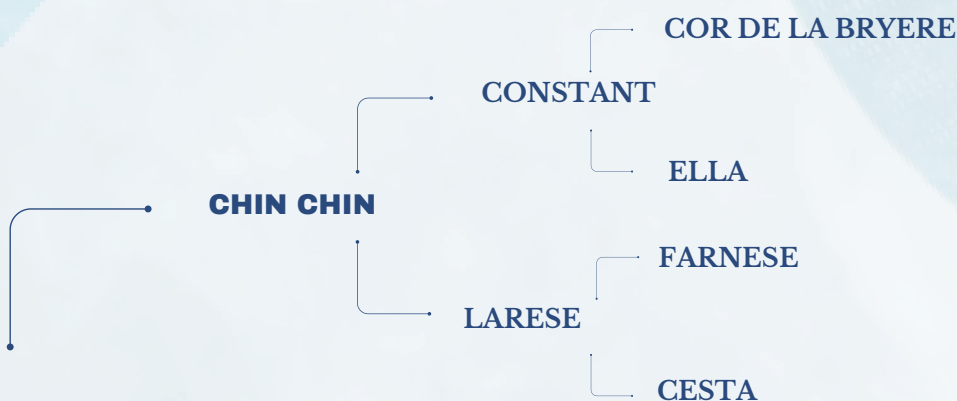 COR DE LA BRYERE
CONSTANT
ELLA
CHIN CHIN
FARNESE
LARESE
CESTA